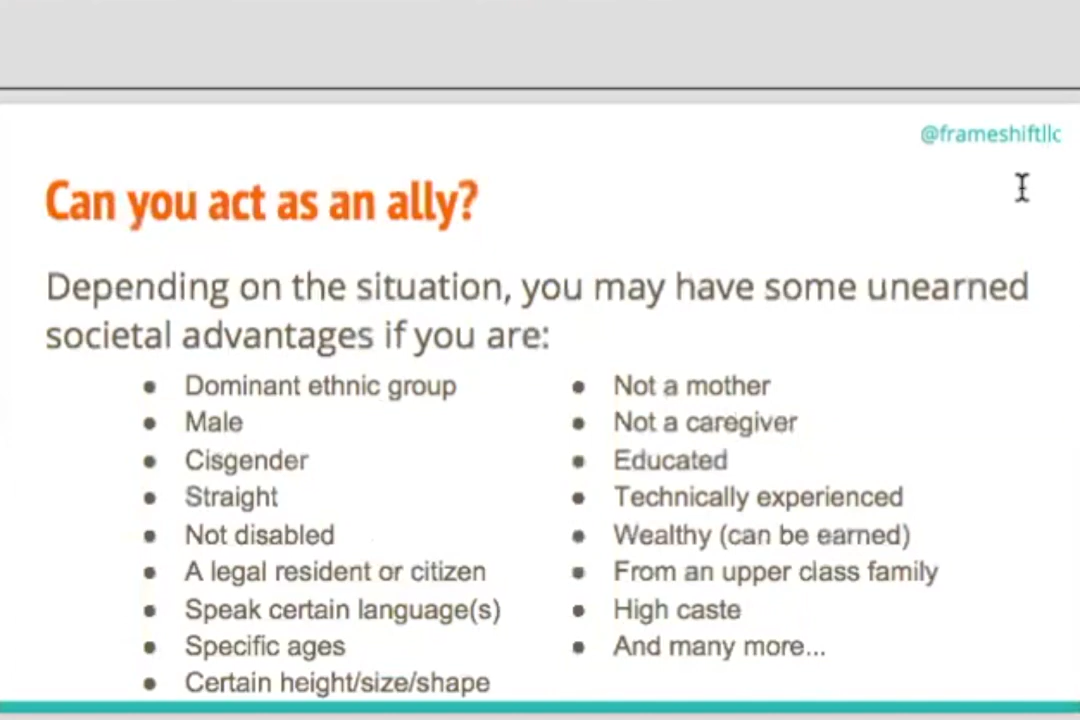 @frameshiftllc
Can you act as an ally?
Depending on the situation, you may have some unearned
societal advantages if you are:
• Dominant ethnic group
• Male
• Cisgender
• Straight
• Not disabled
• A legal resident or citizen
• Speak certain language(s)
• Specific ages
• Certain height/size/shape
• Not a mother
• Not a caregiver
• Educated
• Technically experienced
• Wealthy (can be earned)
• From an upper class family
• High caste
• And many more...